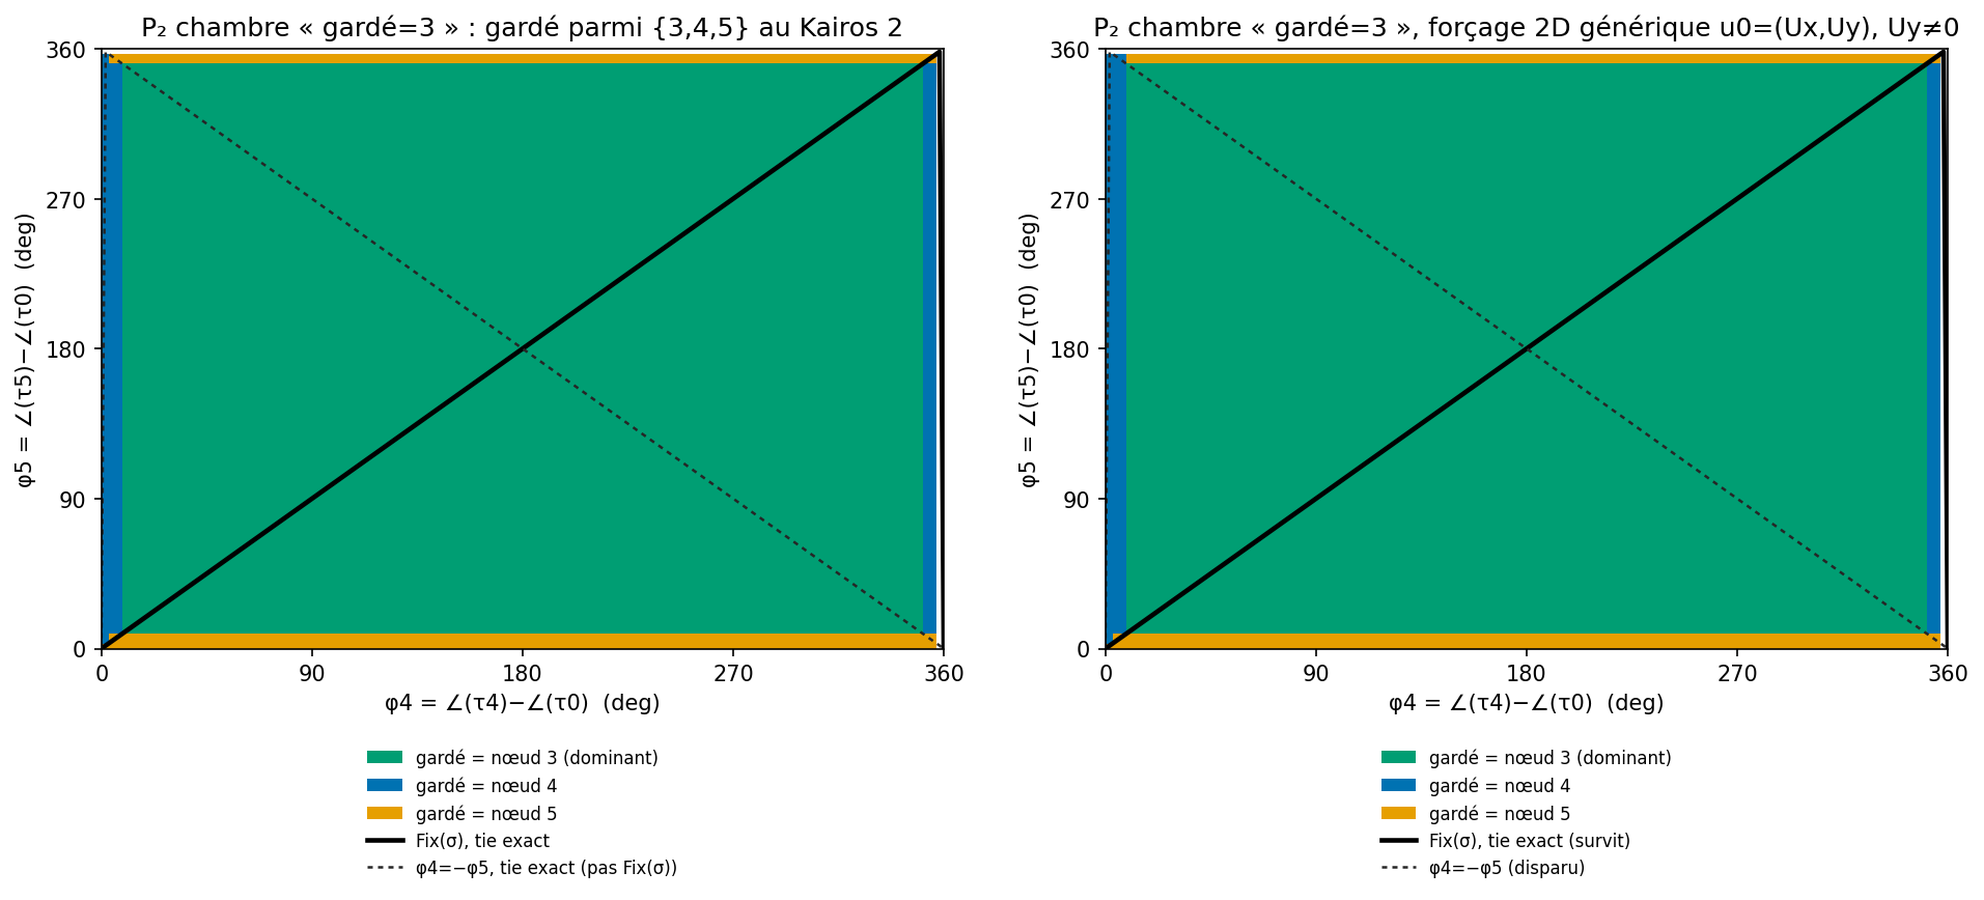 P₂ chambre « gardé=3 » : gardé parmi {3,4,5} au Kairos 2
360
270
180
90
0
φ5 = ∠(τ5)−∠(τ0)  (deg)
0 90 180 270 360
φ4 = ∠(τ4)−∠(τ0)  (deg)
gardé = nœud 3 (dominant)
gardé = nœud 4
gardé = nœud 5
Fix(σ), tie exact
φ4=−φ5, tie exact (pas Fix(σ))
P₂ chambre « gardé=3 », forçage 2D générique u0=(Ux,Uy), Uy≠0
360
270
180
90
0
φ5 = ∠(τ5)−∠(τ0)  (deg)
0 90 180 270 360
φ4 = ∠(τ4)−∠(τ0)  (deg)
gardé = nœud 3 (dominant)
gardé = nœud 4
gardé = nœud 5
Fix(σ), tie exact (survit)
φ4=−φ5 (disparu)